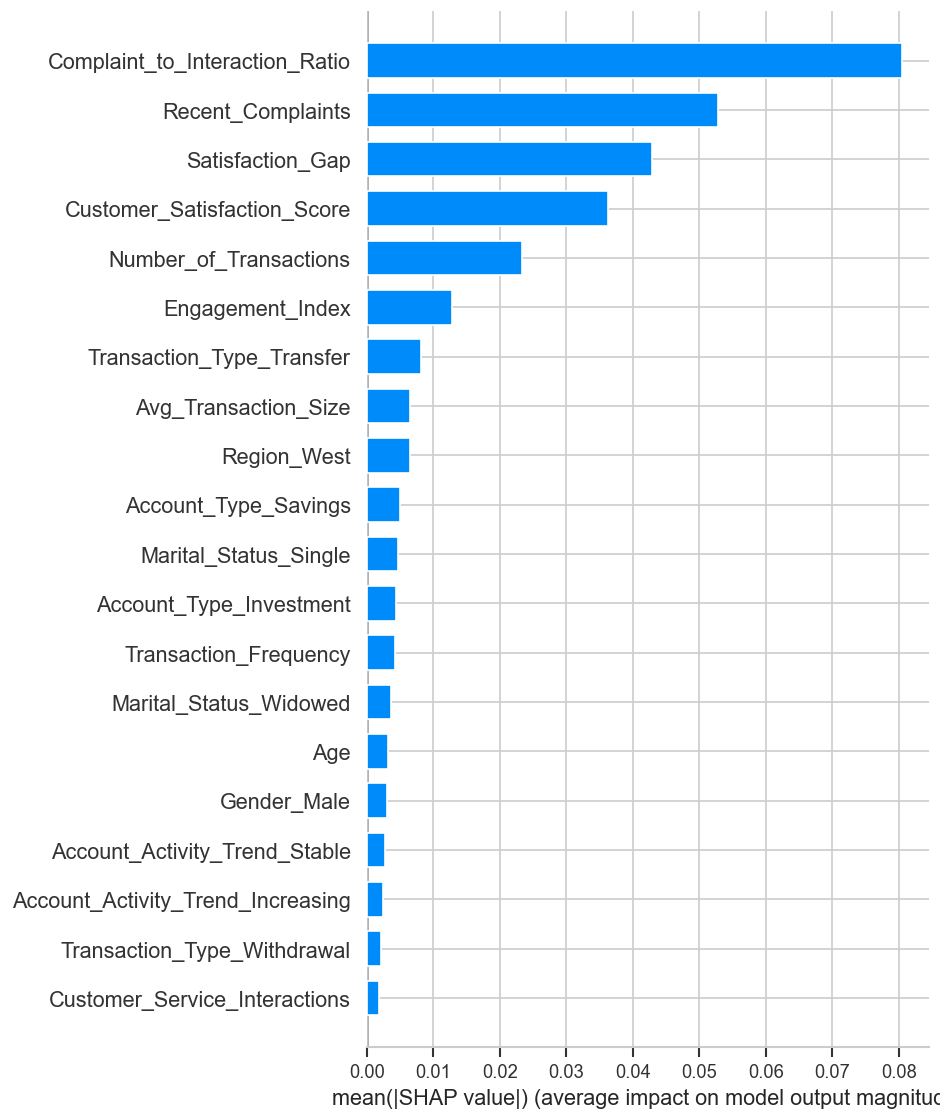 Complaint_to_Interaction_Ratio
Recent_Complaints
Satisfaction_Gap
Customer_Satisfaction_Score
Number_of_Transactions
Engagement_Index
Transaction_Type_Transfer
Avg_Transaction_Size
Region_West
Account_Type_Savings
Marital_Status_Single
Account_Type_Investment
Transaction_Frequency
Marital_Status_Widowed
Age
Gender_Male
Account_Activity_Trend_Stable
Account_Activity_Trend_Increasing
Transaction_Type_Withdrawal
Customer_Service_Interactions
0.00 0.01 0.02 0.03 0.04 0.05 0.06 0.07 0.08
mean(|SHAP value|) (average impact on model output magnitud